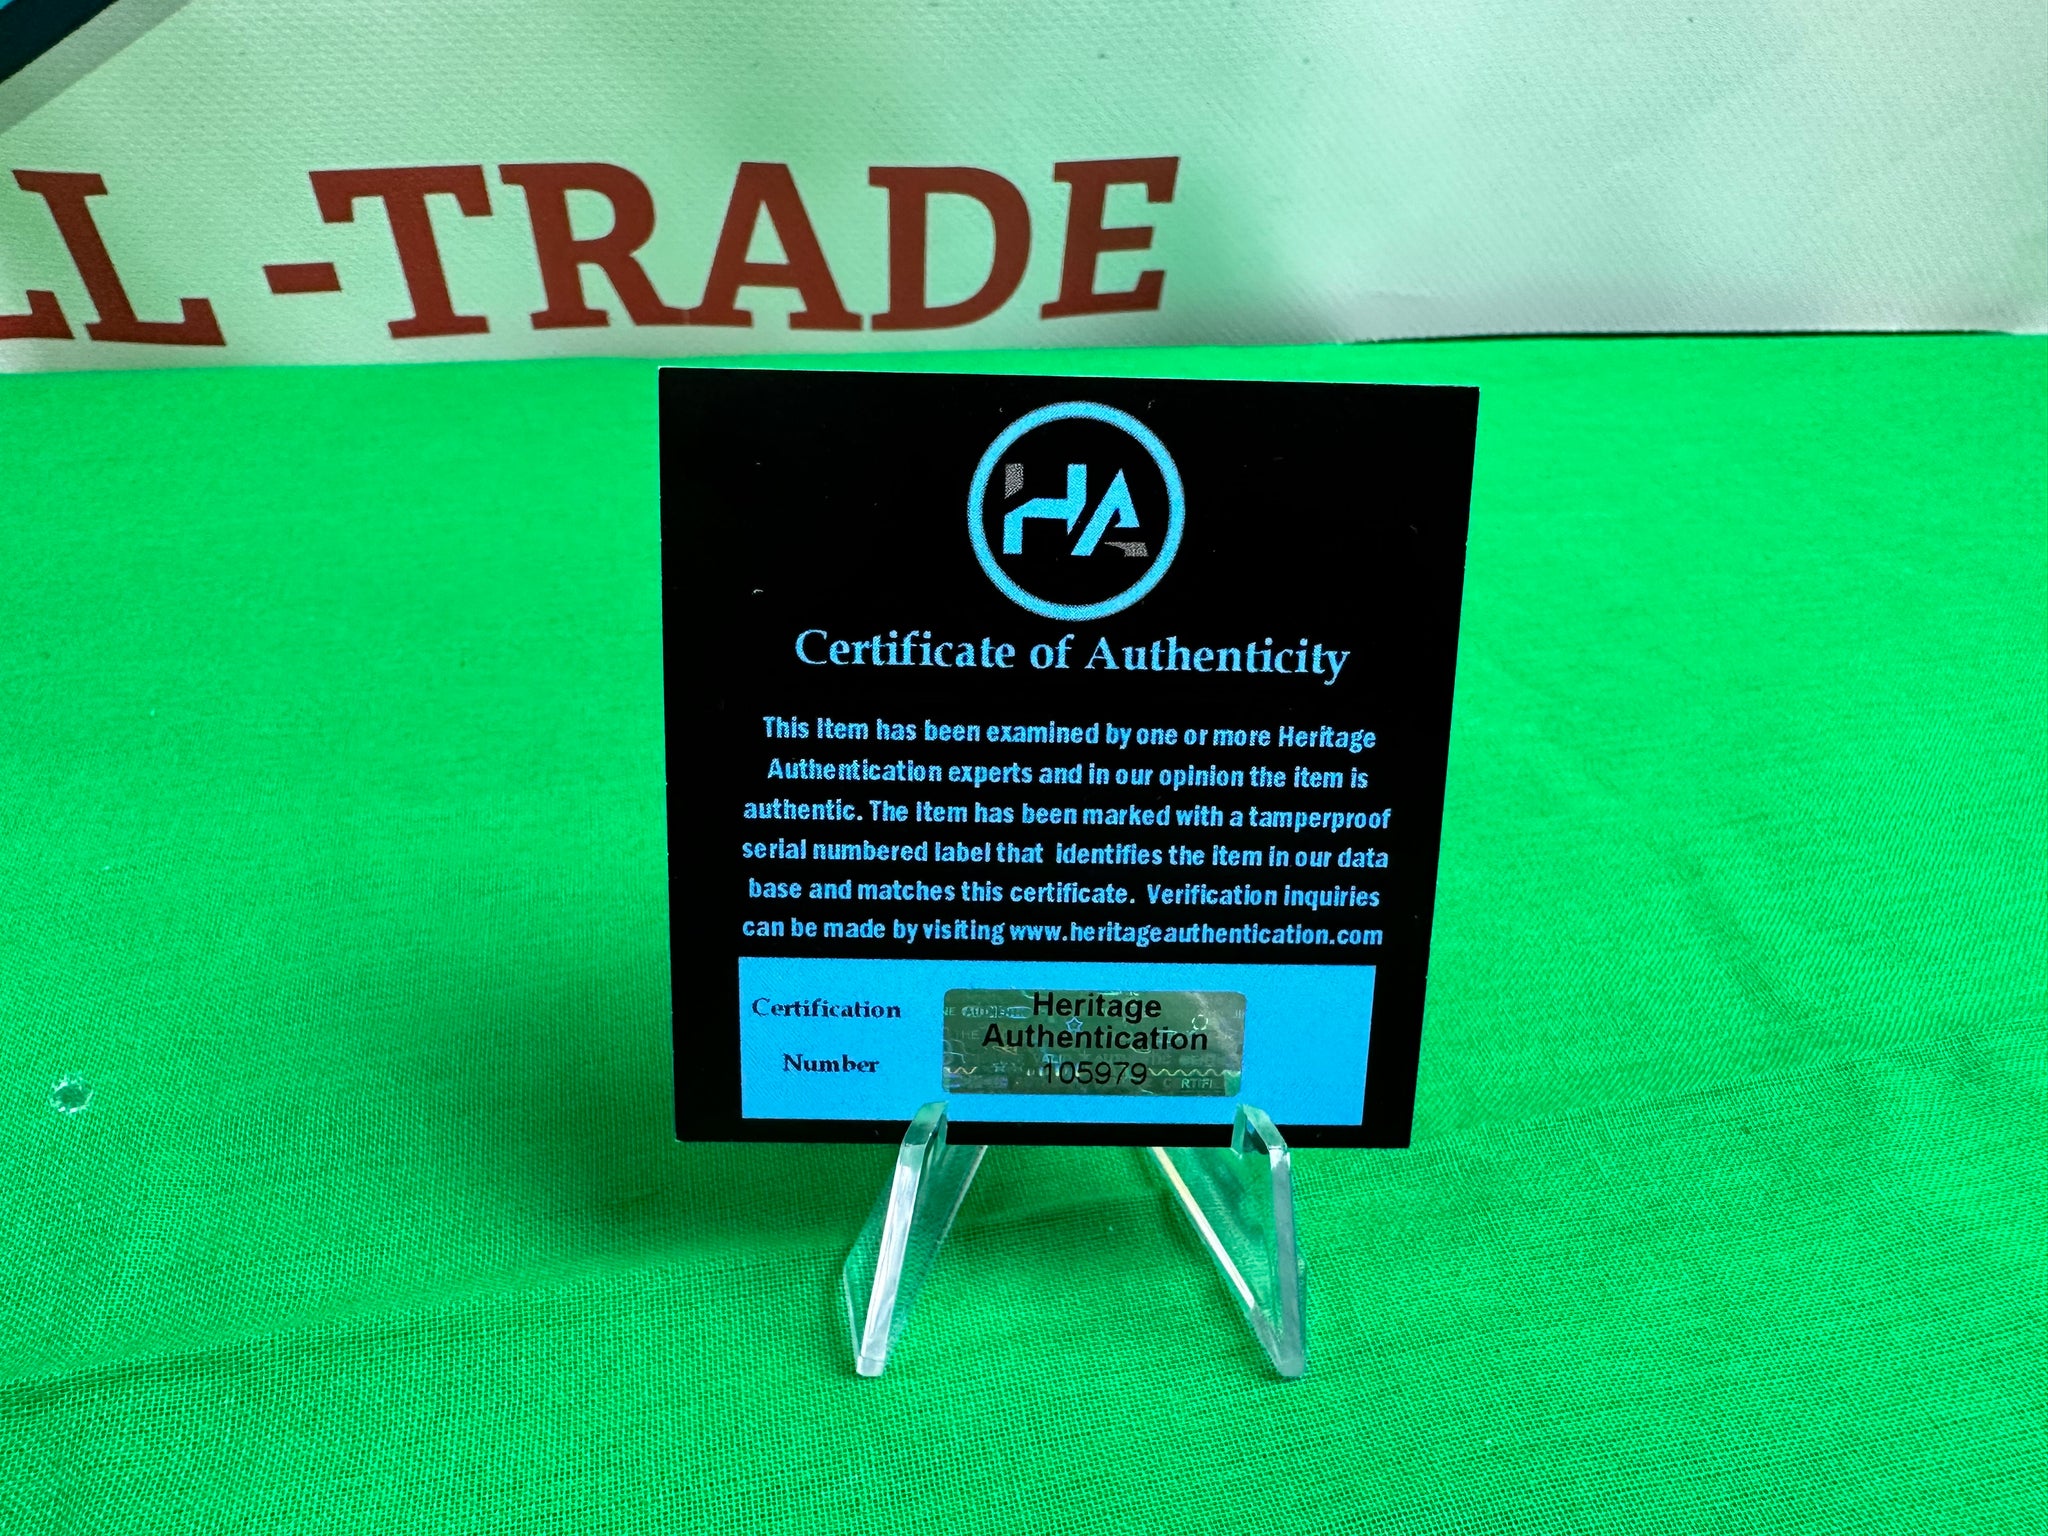 LL -TRADE
HA
Certificate of Authenticity
This Item has been examined by one or more Heritage
Authentication experts and in our opinion the item is
authentic. The Item has been marked with a tamperproof
serial numbered label that identifies the item in our data
base and matches this certificate. Verification inquiries
can be made by visiting www.heritageauthentication.com
Certification
Number
Heritage
Authentication
105979